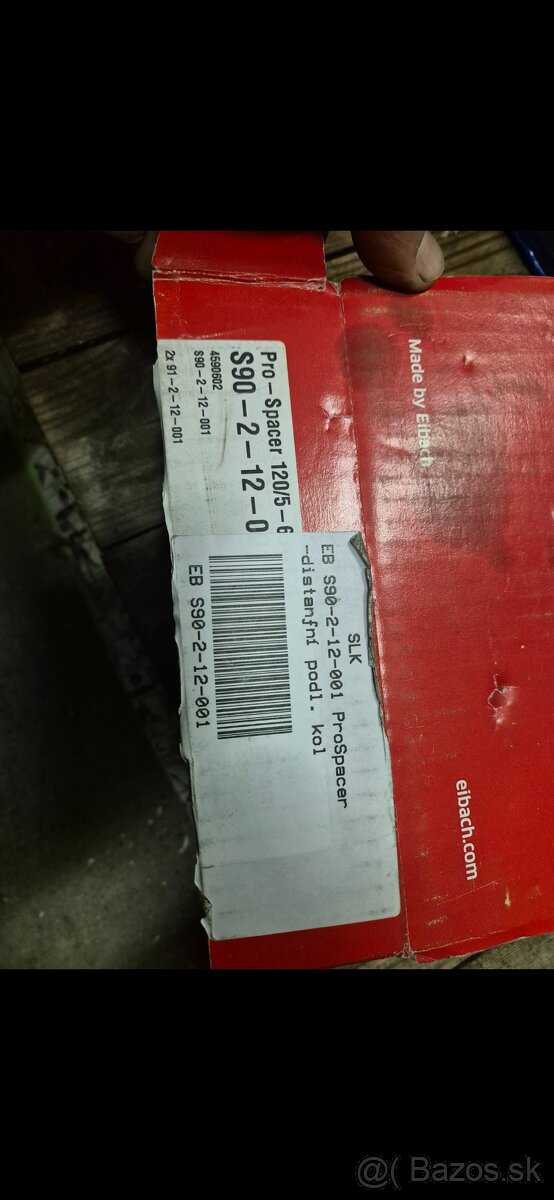 Made by Eibach
Pro-Spacer 120/5-6
S90-2-12-0
4590602
S90-2-12-001
2x 91-2-12-001
SLK
EB S90-2-12-001 ProSpacer
-distanfní podl. kol
EB S90-2-12-001
eibach.com
@( Bazos.sk